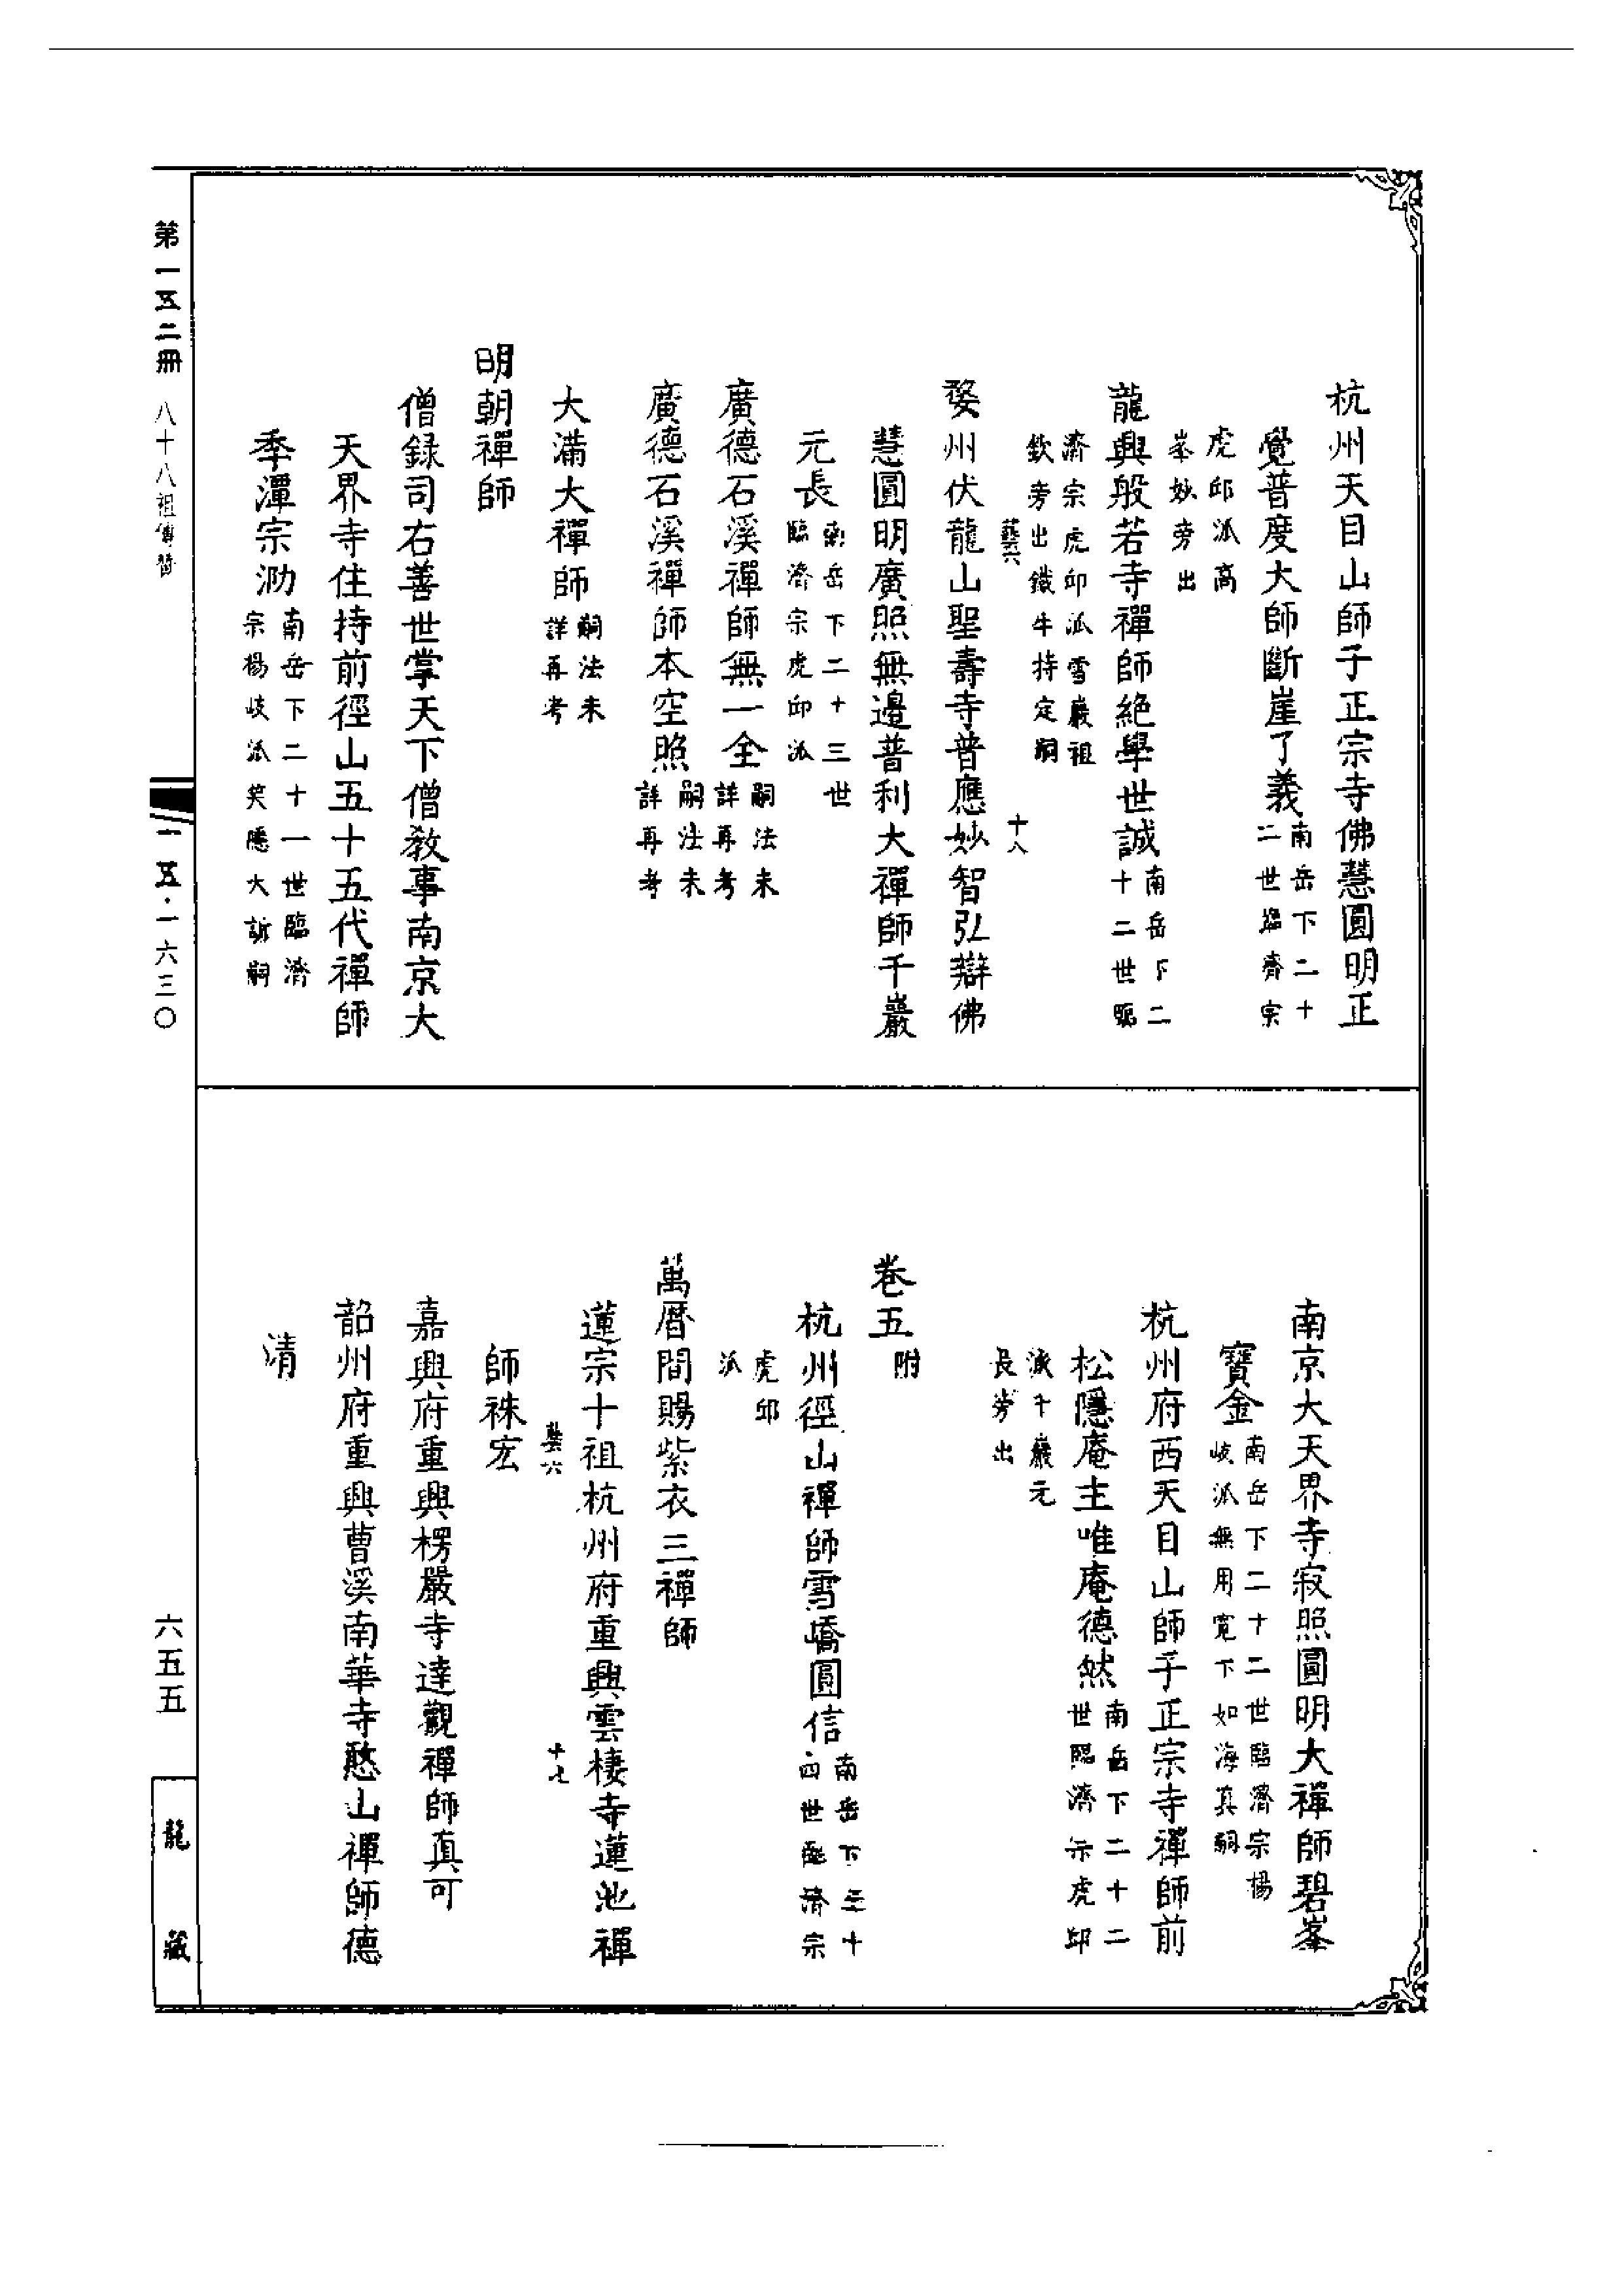 杭州天目山師子正宗寺佛慧圓明正
覺普度大師斷崖了義南岳下二十二世臨齊宗
虎邱派高峯妙旁出
龍興般若寺禪師絕學世誠南岳下二十二世臨
濟宗虎邱派雪巖祖欽旁出鐵牛持定嗣
藝六 十八
婺州伏龍山聖壽寺普應妙智弘辯佛
慧圓明廣照無邊普利大禪師千巖
元長南岳下二十三世臨濟宗虎邱派
廣德石溪禪師無一全嗣法未詳再考
廣德石溪禪師本空照嗣法未詳再考
大滿大禪師嗣法未詳再考
明朝禪師
僧録司右善世掌天下僧教事南京大
天界寺住持前徑山五十五代禪師
季潭宗泐南岳下二十一世臨濟宗楊岐派笑隱大訢嗣
南京大天界寺寂照圓明大禪師碧峯
寶金南岳下二十二世臨濟宗楊岐派無用寬下如海真嗣
杭州府西天目山師子正宗寺禪師前
松隱庵主唯庵德然南岳下二十二世臨濟宗虎邱
派千巖元長旁出
卷五附
杭州徑山禪師雪嶠圓信南岳下三十四世臨濟宗
虎邱派
萬曆間賜紫衣三禪師
蓮宗十祖杭州府重興雲棲寺蓮池禪
藝六 十七
師袾宏
嘉興府重興楞嚴寺達觀禪師真可
韶州府重興曹溪南華寺憨山禪師德
清
第一五二冊 八十八祖傳贊
一五·一六三〇
六五五
龍藏